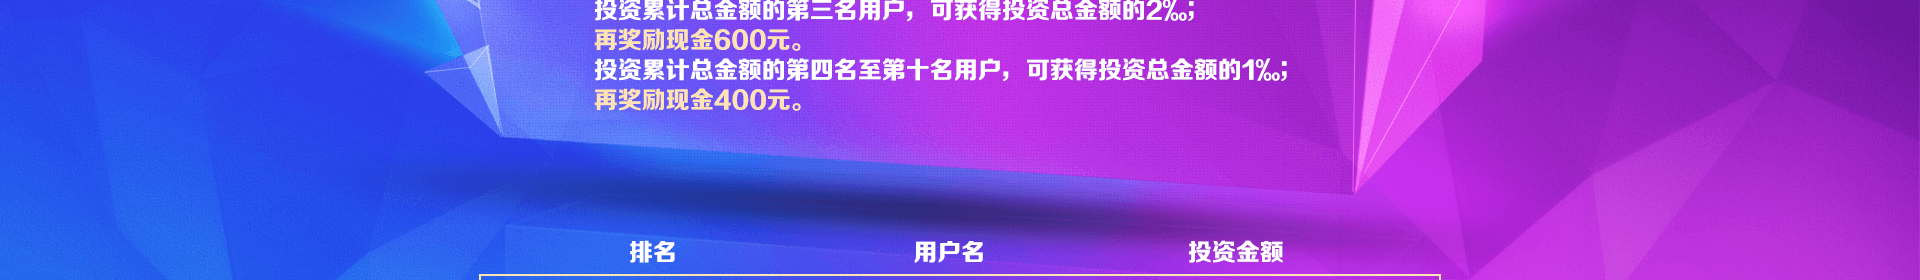 投资累计总金额的第三名用户，可获得投资总金额的2‰；
再奖励现金600元。
投资累计总金额的第四名至第十名用户，可获得投资总金额的1‰；
再奖励现金400元。
排名 用户名 投资金额